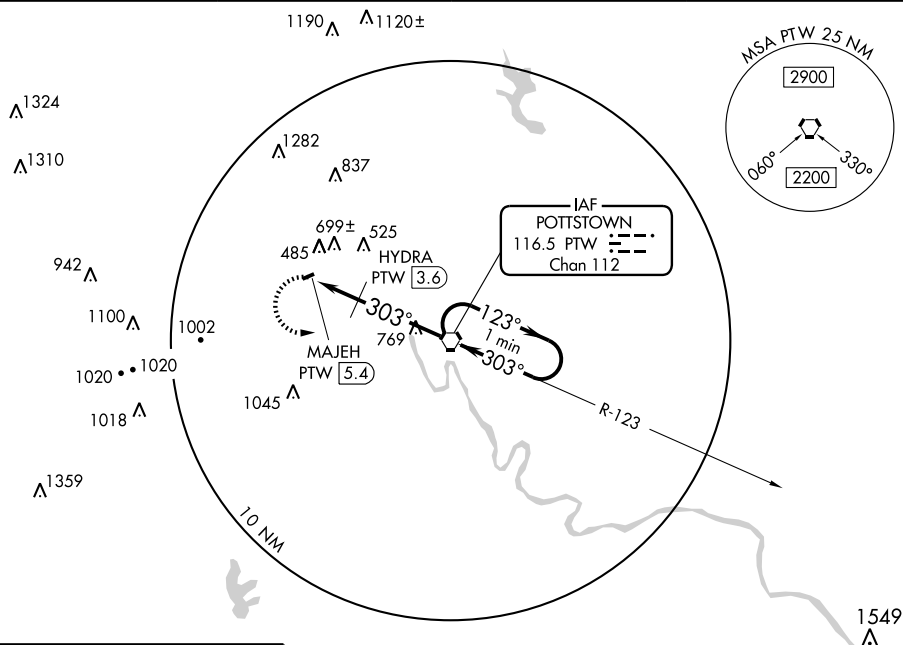 1190
1120±
MSA PTW 25 NM
2900
060°
330°
2200
1324
1310
1282
837
IAF
POTTSTOWN
116.5 PTW
Chan 112
699±
525
485
HYDRA
PTW 3.6
942
303°
123°
1 min
303°
769
1100
1002
MAJEH
PTW 5.4
1020
1020
1045
1018
R-123
1359
10 NM
1549